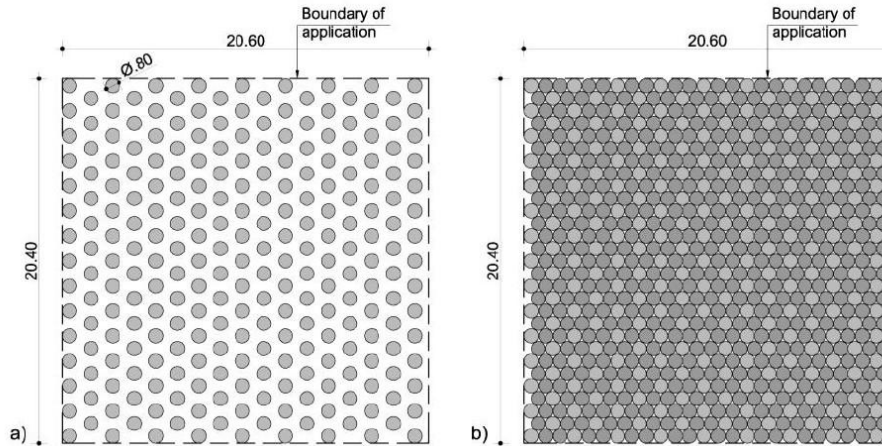 Boundary of
application
20.60
Ø.80
20.40
a)
Boundary of
application
20.60
20.40
b)